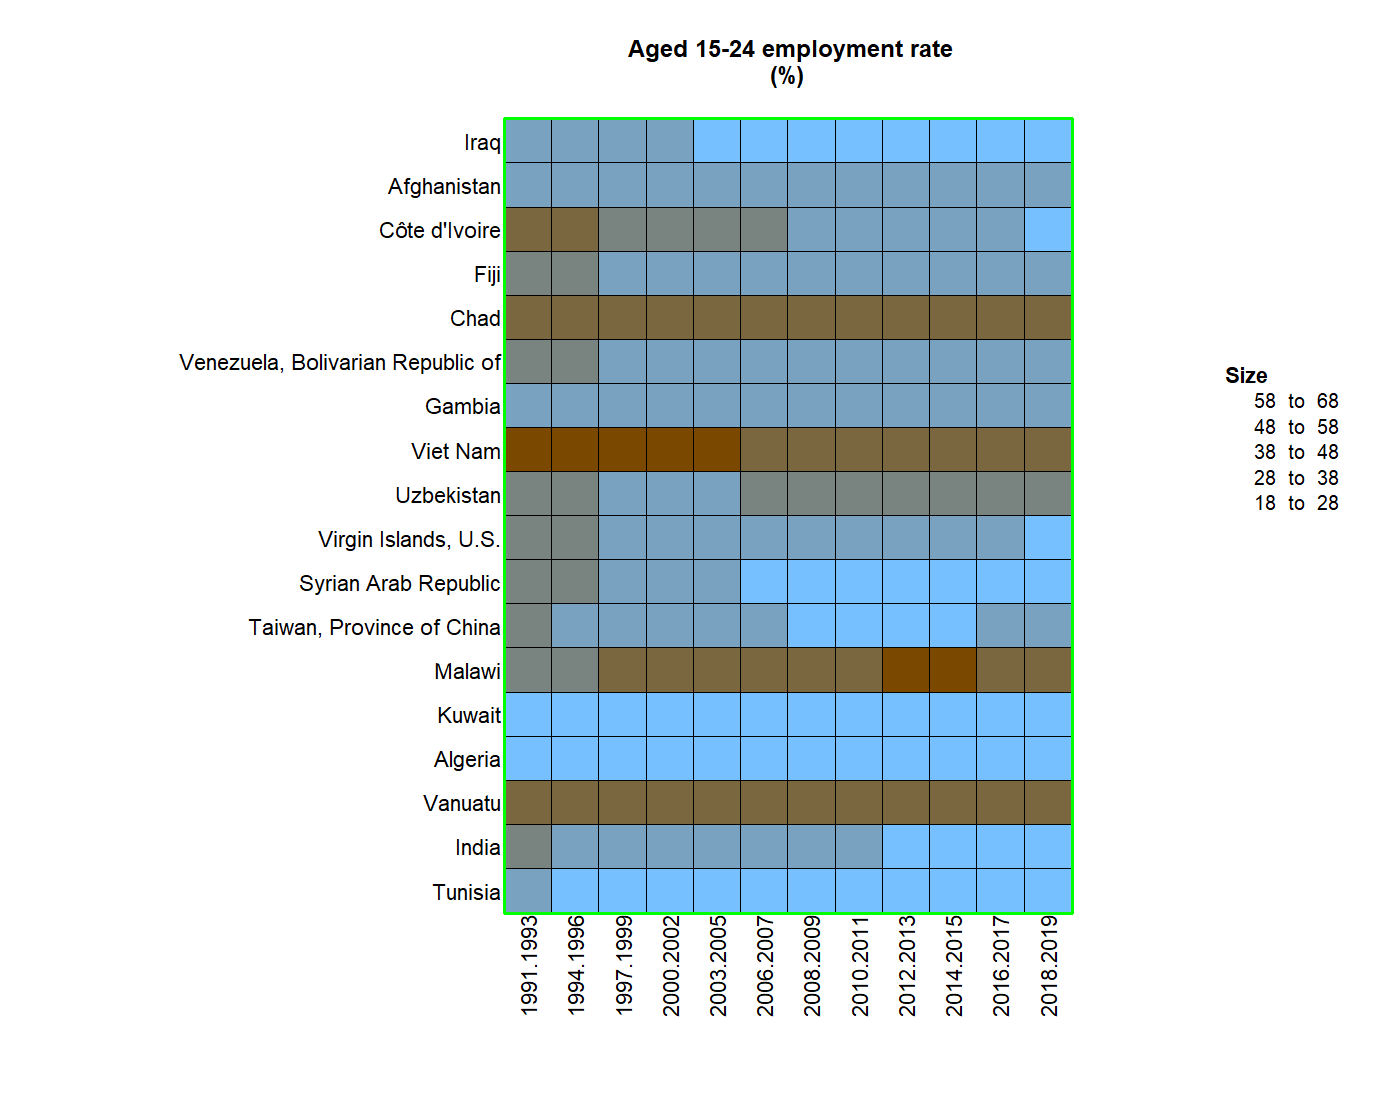 Aged 15-24 employment rate
(%)
Iraq
Afghanistan
Côte d'Ivoire
Fiji
Chad
Venezuela, Bolivarian Republic of
Gambia
Viet Nam
Uzbekistan
Virgin Islands, U.S.
Syrian Arab Republic
Taiwan, Province of China
Malawi
Kuwait
Algeria
Vanuatu
India
Tunisia
1991.1993
1994.1996
1997.1999
2000.2002
2003.2005
2006.2007
2008.2009
2010.2011
2012.2013
2014.2015
2016.2017
2018.2019
Size
58 to 68
48 to 58
38 to 48
28 to 38
18 to 28